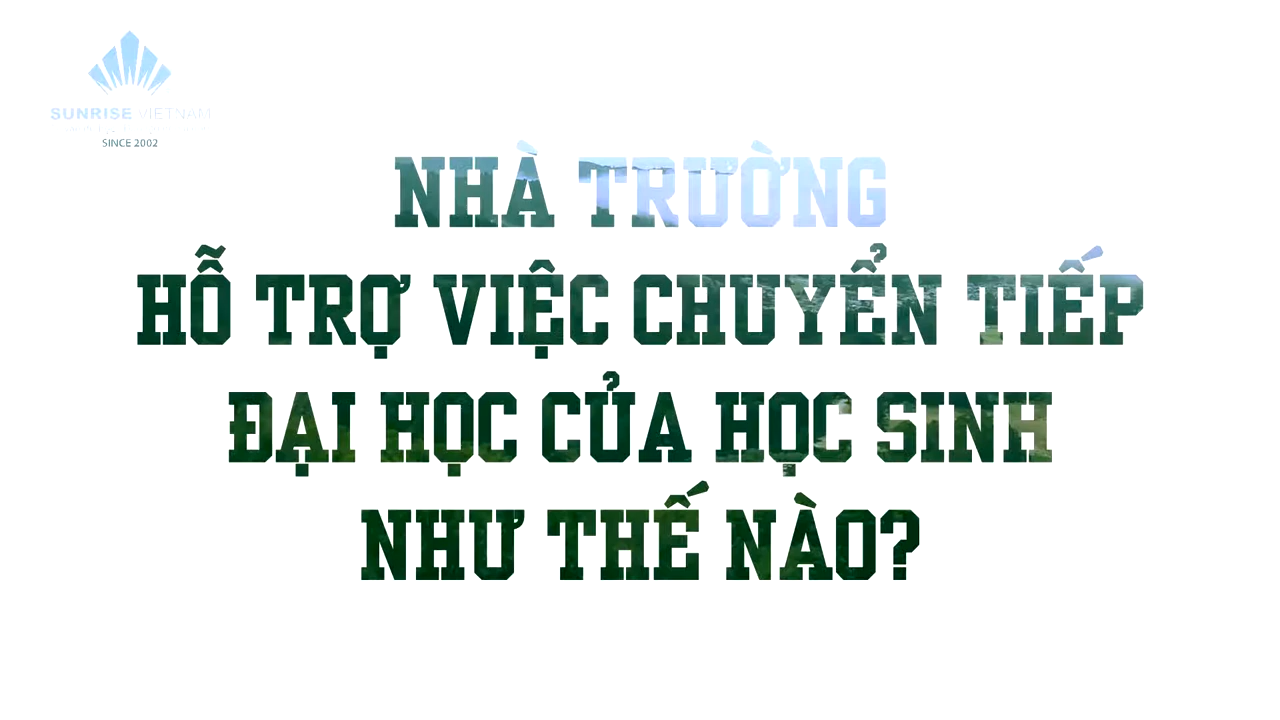 SUNRISE VIETNAM
SINCE 2002
NHÀ TRƯỜNG
HỖ TRỢ VIỆC CHUYỂN TIẾP
ĐẠI HỌC CỦA HỌC SINH
NHƯ THẾ NÀO?